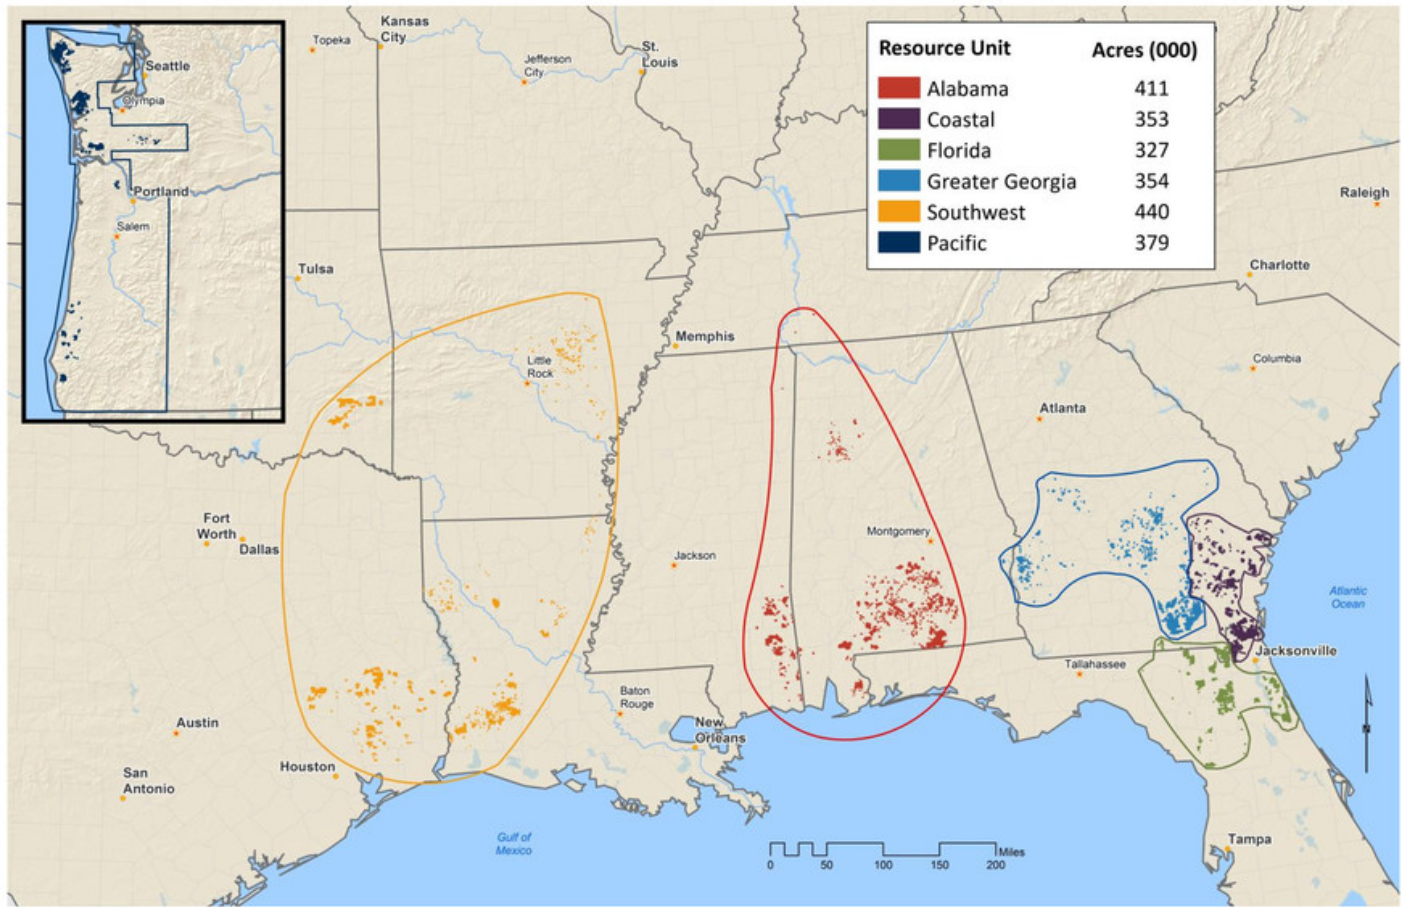 Kansas
City
Topeka
Jefferson
City
St.
Louis
Seattle
Olympia
Portland
Salem
Resource Unit Acres (000)
Alabama 411
Coastal 353
Florida 327
Greater Georgia 354
Southwest 440
Pacific 379
Raleigh
Charlotte
Tulsa
Memphis
Little
Rock
Columbia
Atlanta
Fort
Worth
Dallas
Montgomery
Jackson
Atlantic
Ocean
Jacksonville
Tallahassee
Baton
Rouge
New
Orleans
Austin
Houston
San
Antonio
Gulf of
Mexico
Tampa
N
Miles
0 50 100 150 200